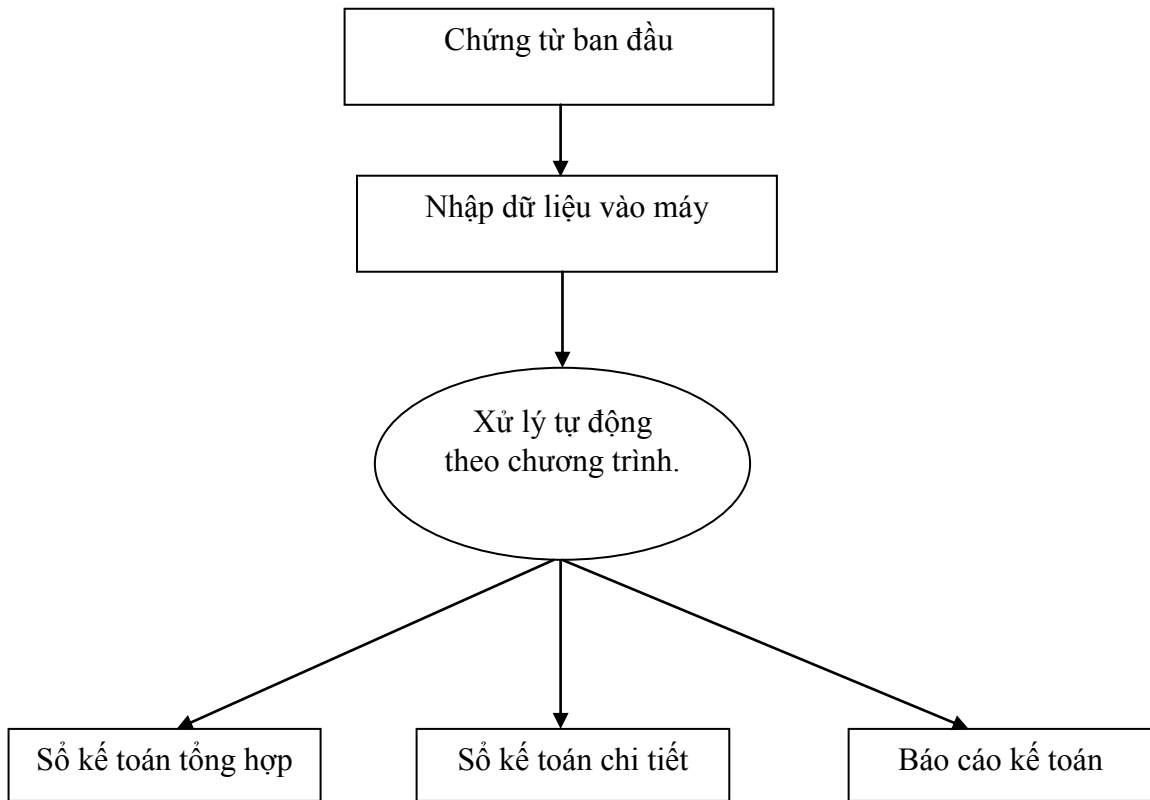 Chứng từ ban đầu
Nhập dữ liệu vào máy
Xử lý tự động
theo chương trình.
Sổ kế toán tổng hợp
Sổ kế toán chi tiết
Báo cáo kế toán